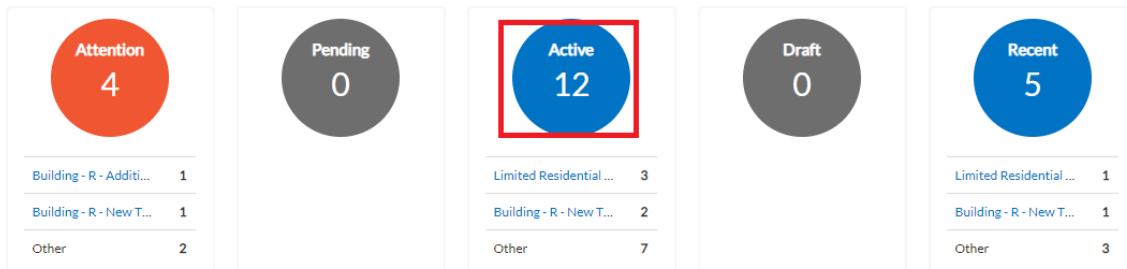 Attention
4
Building - R - Additi... 1
Building - R - New T... 1
Other 2
Pending
0
Active
12
Limited Residential ... 3
Building - R - New T... 2
Other 7
Draft
0
Recent
5
Limited Residential ... 1
Building - R - New T... 1
Other 3